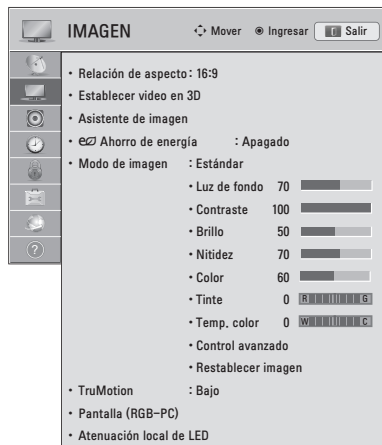 IMAGEN Mover Ingresar Salir
• Relación de aspecto: 16:9
• Establecer video en 3D
• Asistente de imagen
• Ahorro de energía : Apagado
• Modo de imagen : Estándar
• Luz de fondo 70
• Contraste 100
• Brillo 50
• Nitidez 70
• Color 60
• Tinte 0 R G
• Temp. color 0 W C
• Control avanzado
• Restablecer imagen
• TruMotion : Bajo
• Pantalla (RGB-PC)
• Atenuación local de LED
?